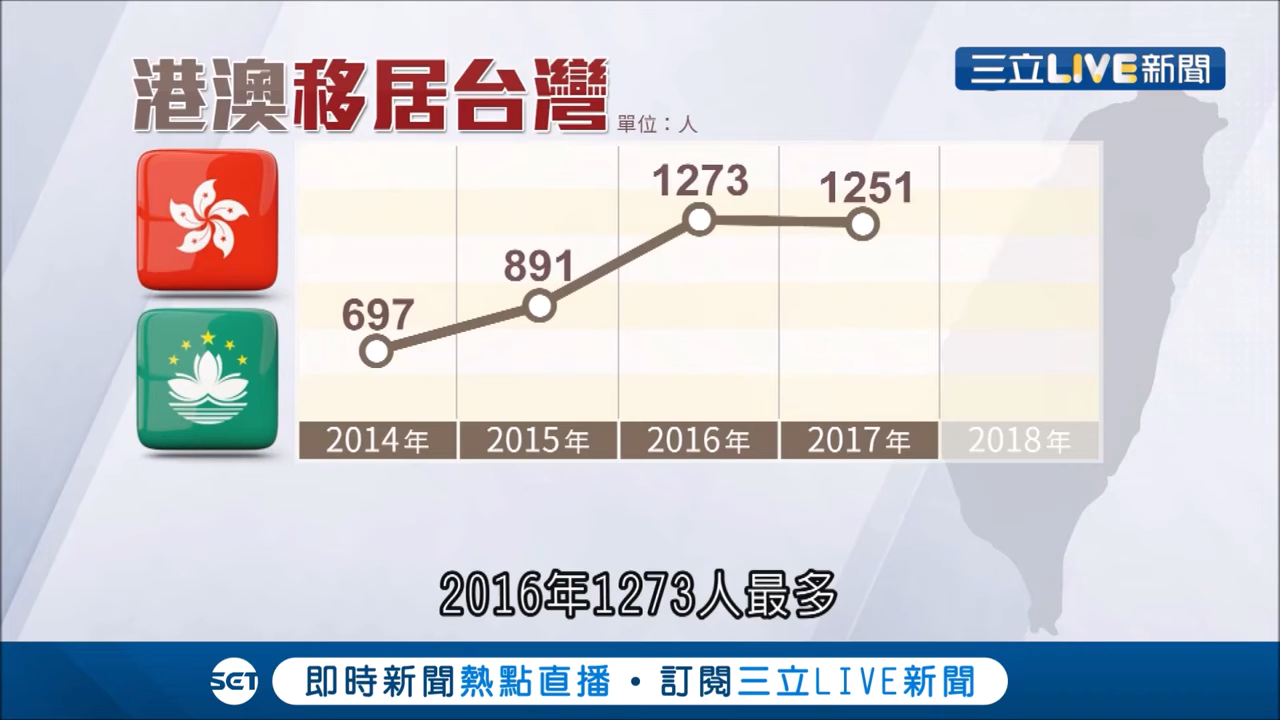 三立LIVE新聞
港澳移居台灣 單位：人
1273
1251
891
697
2014年 2015年 2016年 2017年 2018年
2016年1273人最多
SET 即時新聞熱點直播・訂閱三立LIVE新聞